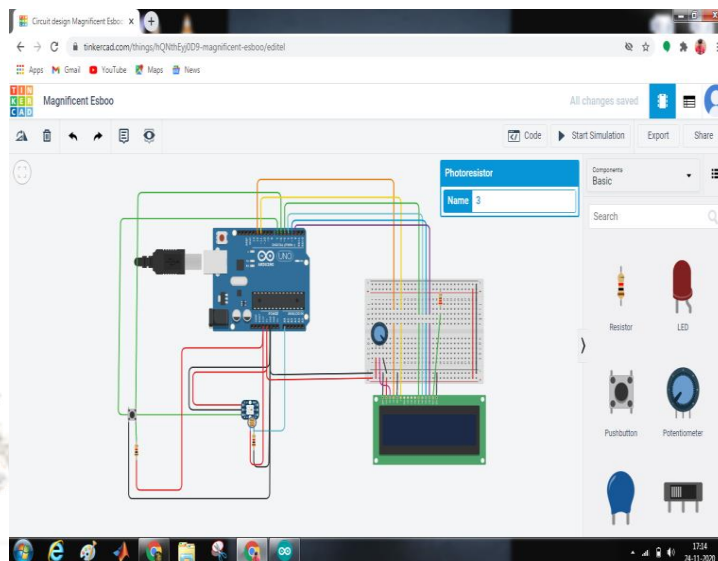 Circuit design Magnificent Esboo
tinkercad.com/things/hQNthEyj0D9-magnificent-esboo/editel
Apps Gmail YouTube Maps News
TIN
KER
CAD
Magnificent Esboo
All changes saved
Code
Start Simulation
Export
Share
Photoresistor
Name 3
Components
Basic
Search
Resistor
LED
Pushbutton
Potentiometer
UNO
ARDUINO
17:14
24-11-2020